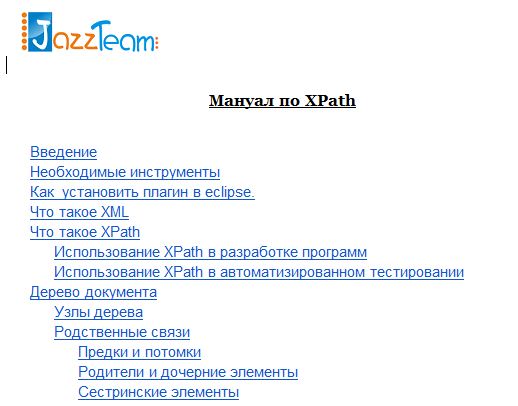 JazzTeam
Мануал по XPath
Введение
Необходимые инструменты
Как установить плагин в eclipse.
Что такое XML
Что такое XPath
Использование XPath в разработке программ
Использование XPath в автоматизированном тестировании
Дерево документа
Узлы дерева
Родственные связи
Предки и потомки
Родители и дочерние элементы
Сестринские элементы